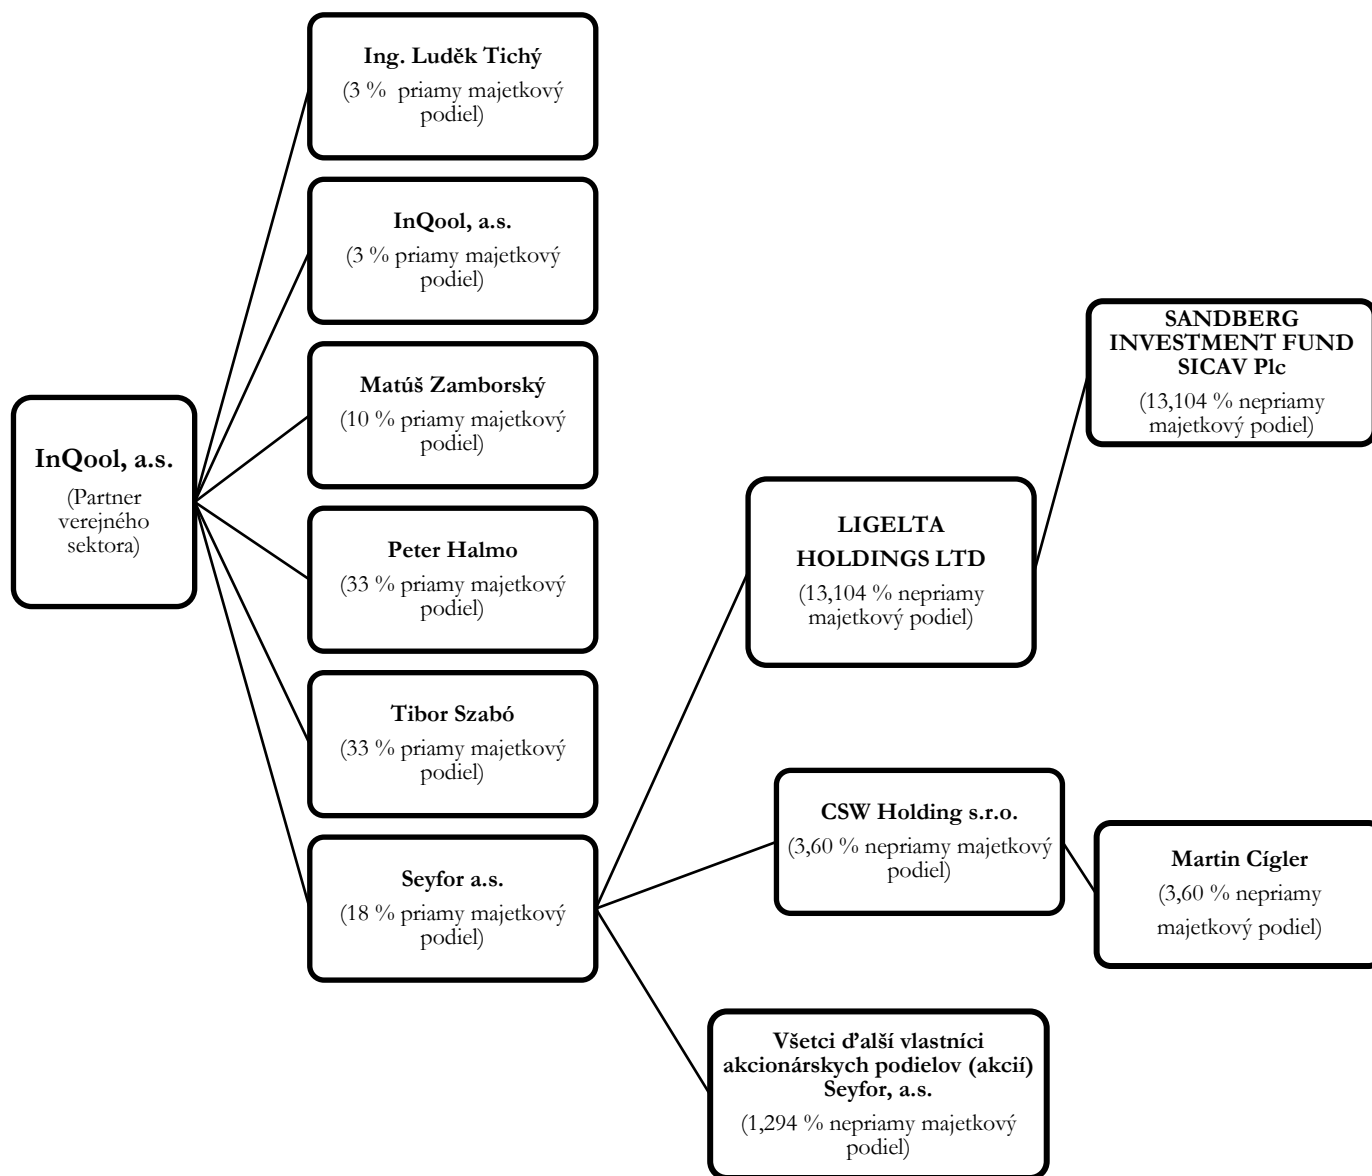 InQool, a.s.
(Partner
verejného
sektora)
Ing. Luděk Tichý
(3 % priamy majetkový
podiel)
InQool, a.s.
(3 % priamy majetkový
podiel)
Matúš Zamborský
(10 % priamy majetkový
podiel)
Peter Halmo
(33 % priamy majetkový
podiel)
Tibor Szabó
(33 % priamy majetkový
podiel)
Seyfor a.s.
(18 % priamy majetkový
podiel)
LIGELTA
HOLDINGS LTD
(13,104 % nepriamy
majetkový podiel)
SANDBERG
INVESTMENT FUND
SICAV Plc
(13,104 % nepriamy
majetkový podiel)
CSW Holding s.r.o.
(3,60 % nepriamy majetkový
podiel)
Martin Cígler
(3,60 % nepriamy
majetkový podiel)
Všetci ďalší vlastníci
akcionárskych podielov (akcií)
Seyfor, a.s.
(1,294 % nepriamy majetkový
podiel)